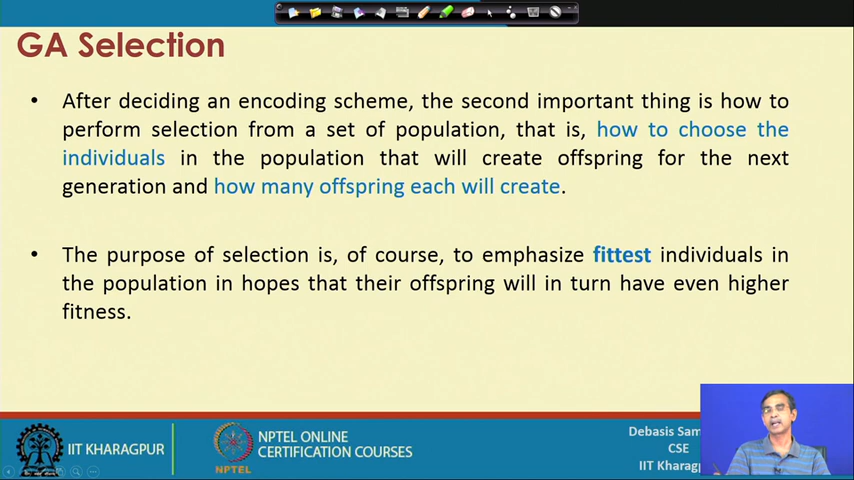 GA Selection
• After deciding an encoding scheme, the second important thing is how to
perform selection from a set of population, that is, how to choose the
individuals in the population that will create offspring for the next
generation and how many offspring each will create.
• The purpose of selection is, of course, to emphasize fittest individuals in
the population in hopes that their offspring will in turn have even higher
fitness.
IIT KHARAGPUR
NPTEL
NPTEL ONLINE
CERTIFICATION COURSES
Debasis Sam
CSE
IIT Kharagp